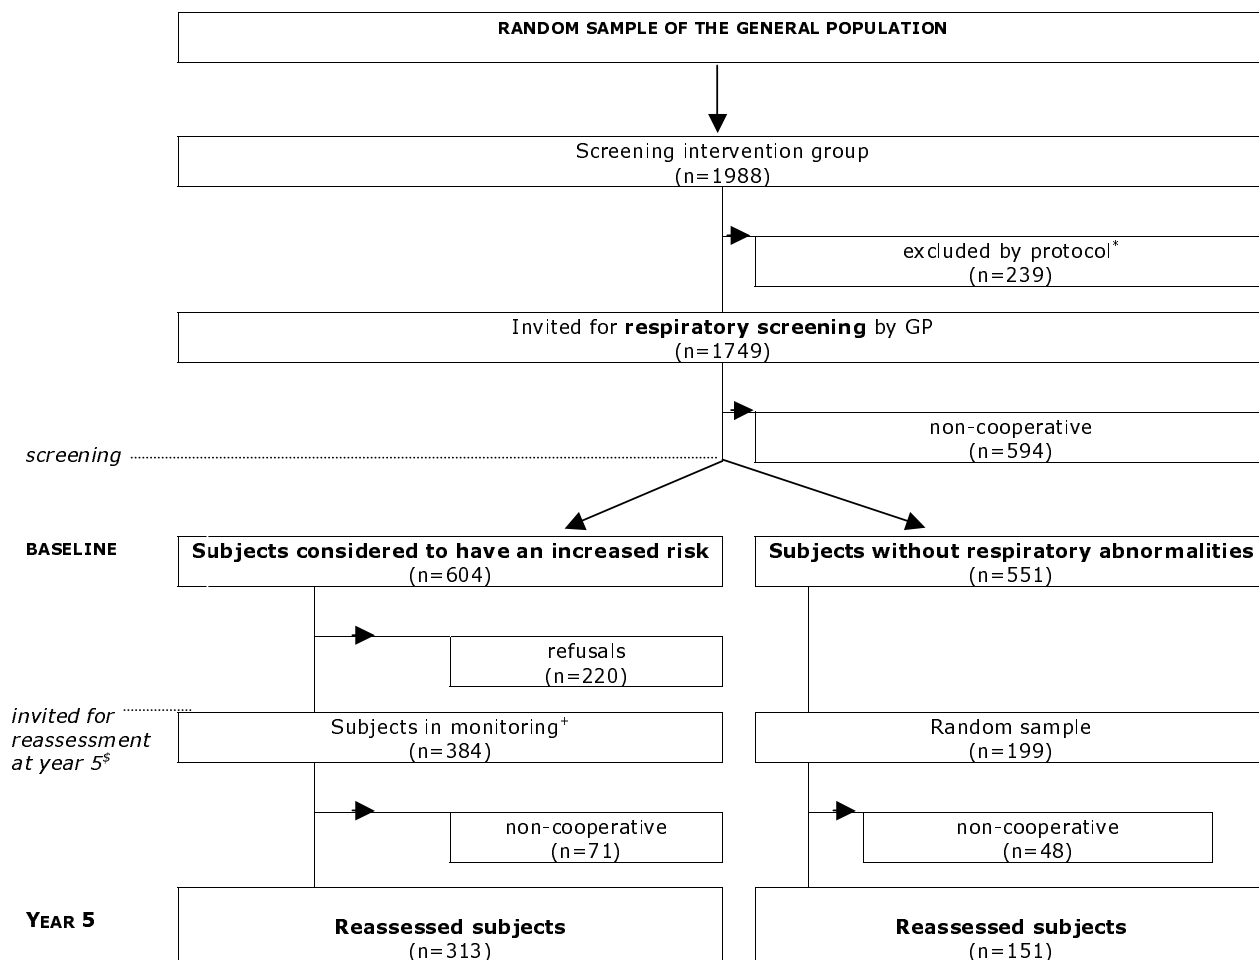 RANDOM SAMPLE OF THE GENERAL POPULATION
Screening intervention group
(n=1988)
excluded by protocol*
(n=239)
Invited for respiratory screening by GP
(n=1749)
non-cooperative
(n=594)
screening
BASELINE
Subjects considered to have an increased risk
(n=604)
Subjects without respiratory abnormalities
(n=551)
refusals
(n=220)
invited for
reassessment
at year 5$
Subjects in monitoring+
(n=384)
Random sample
(n=199)
non-cooperative
(n=71)
non-cooperative
(n=48)
YEAR 5
Reassessed subjects
(n=313)
Reassessed subjects
(n=151)